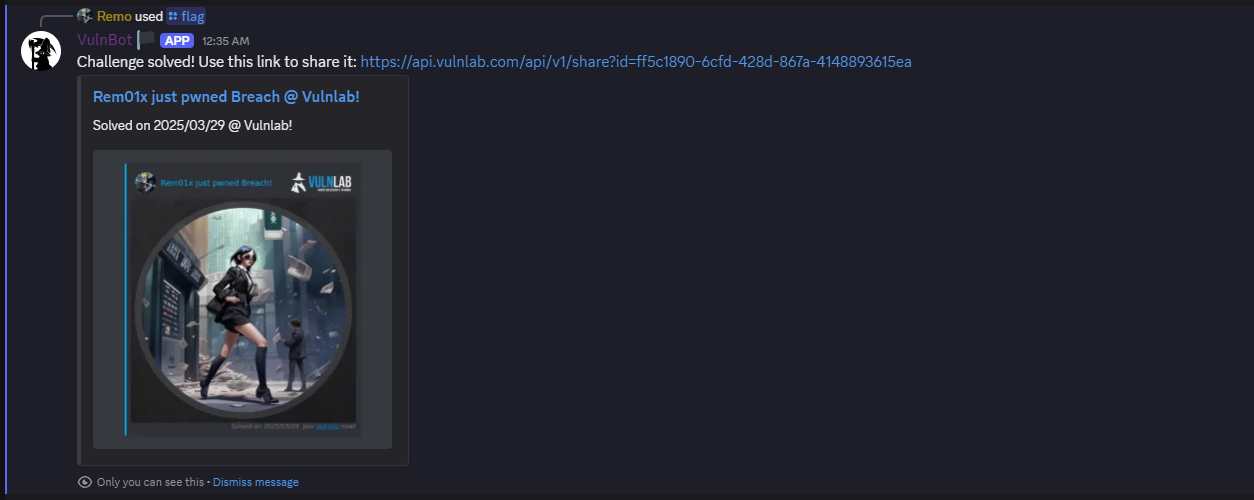 Remo used flag
VulnBot APP 12:35 AM
Challenge solved! Use this link to share it: https://api.vulnlab.com/api/v1/share?id=ff5c1890-6cfd-428d-867a-4148893615ea
Rem01x just pwned Breach @ Vulnlab!
Solved on 2025/03/29 @ Vulnlab!
Rem01x just pwned Breach!
VULNLAB
Solved on 2025/03/29, join vulnlab now!
Only you can see this • Dismiss message